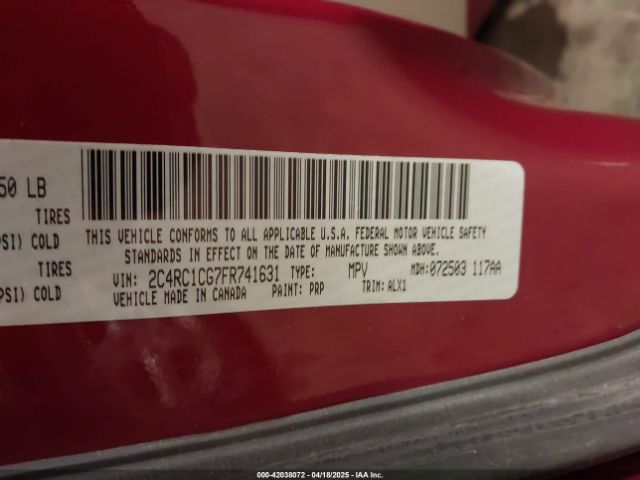 50 LB
TIRES
PSI) COLD
TIRES
PSI) COLD
THIS VEHICLE CONFORMS TO ALL APPLICABLE U.S.A. FEDERAL MOTOR VEHICLE SAFETY
STANDARDS IN EFFECT ON THE DATE OF MANUFACTURE SHOWN ABOVE.
VIN: 2C4RC1CG7FR741631 TYPE: MPV MDH:072503 117AA
VEHICLE MADE IN CANADA PAINT: PRP TRIM: ALX1
000-42038072 - 04/18/2025 - IAA Inc.